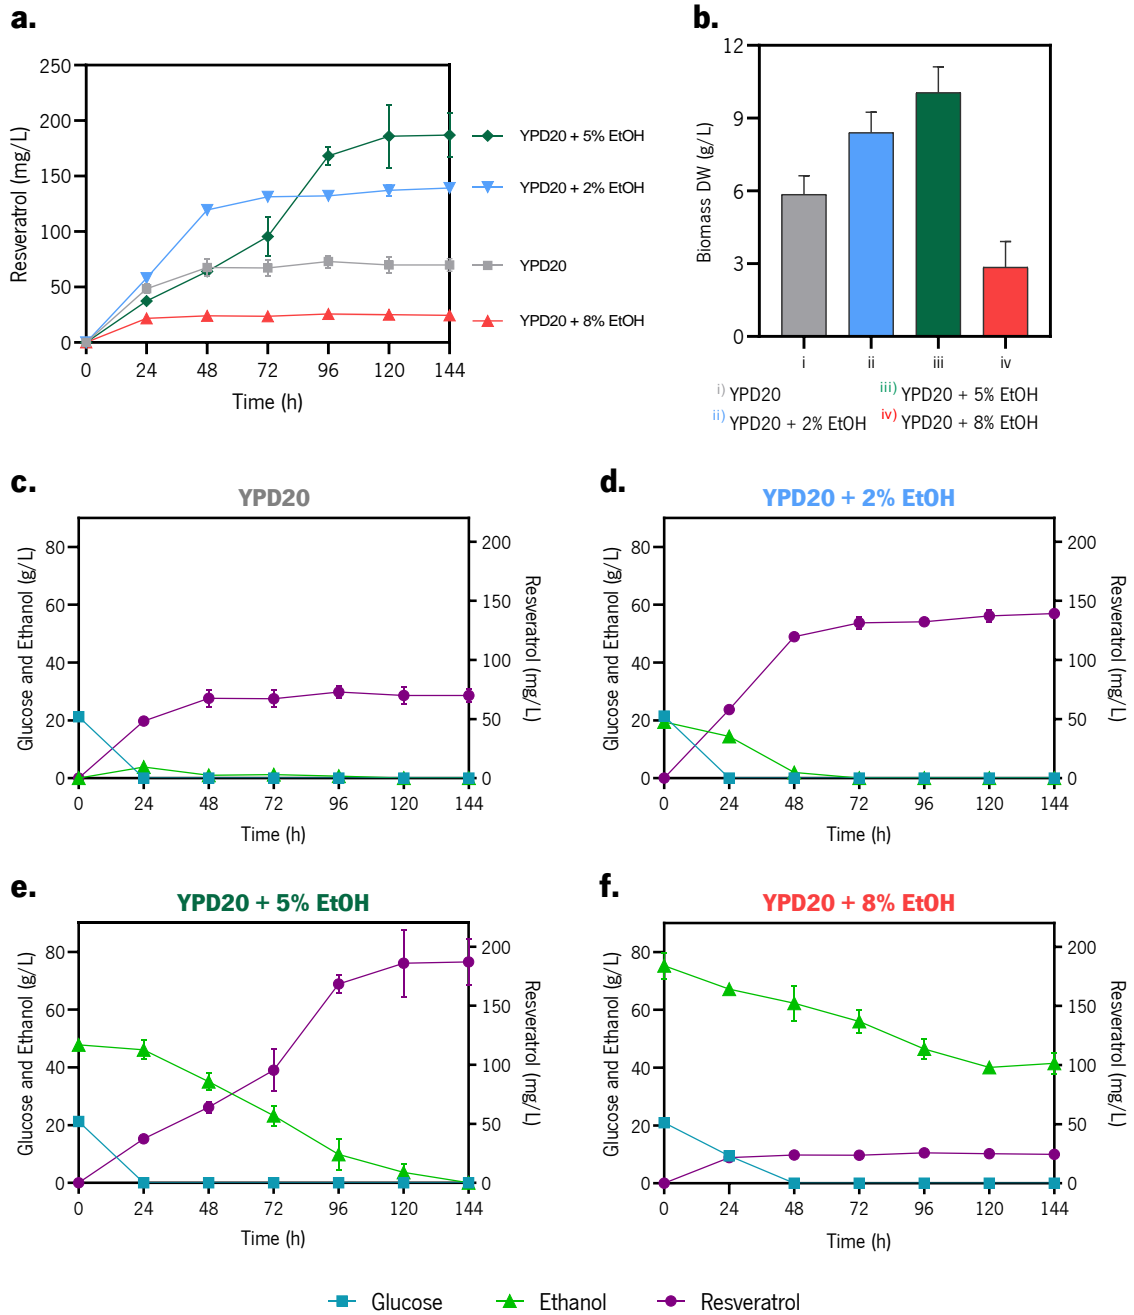 a.
250
200
150
100
50
0
Resveratrol (mg/L)
0 24 48 72 96 120 144
Time (h)
YPD20 + 5% EtOH
YPD20 + 2% EtOH
YPD20
YPD20 + 8% EtOH
b.
12
9
6
3
0
Biomass DW (g/L)
i ii iii iv
i) YPD20
iii) YPD20 + 5% EtOH
ii) YPD20 + 2% EtOH
iv) YPD20 + 8% EtOH
c.
YPD20
80
60
40
20
0
Glucose and Ethanol (g/L)
200
150
100
50
0
Resveratrol (mg/L)
0 24 48 72 96 120 144
Time (h)
d.
YPD20 + 2% EtOH
80
60
40
20
0
Glucose and Ethanol (g/L)
200
150
100
50
0
Resveratrol (mg/L)
0 24 48 72 96 120 144
Time (h)
e.
YPD20 + 5% EtOH
80
60
40
20
0
Glucose and Ethanol (g/L)
200
150
100
50
0
Resveratrol (mg/L)
0 24 48 72 96 120 144
Time (h)
f.
YPD20 + 8% EtOH
80
60
40
20
0
Glucose and Ethanol (g/L)
200
150
100
50
0
Resveratrol (mg/L)
0 24 48 72 96 120 144
Time (h)
Glucose Ethanol Resveratrol